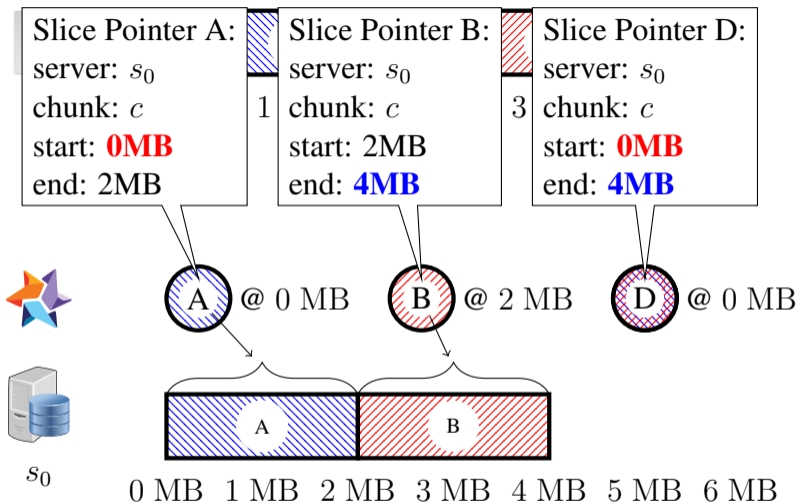 Slice Pointer A:
server: s₀
chunk: c
start: 0MB
end: 2MB
1
Slice Pointer B:
server: s₀
chunk: c
start: 2MB
end: 4MB
3
Slice Pointer D:
server: s₀
chunk: c
start: 0MB
end: 4MB
A @ 0 MB
B @ 2 MB
D @ 0 MB
A
B
s₀
0 MB 1 MB 2 MB 3 MB 4 MB 5 MB 6 MB